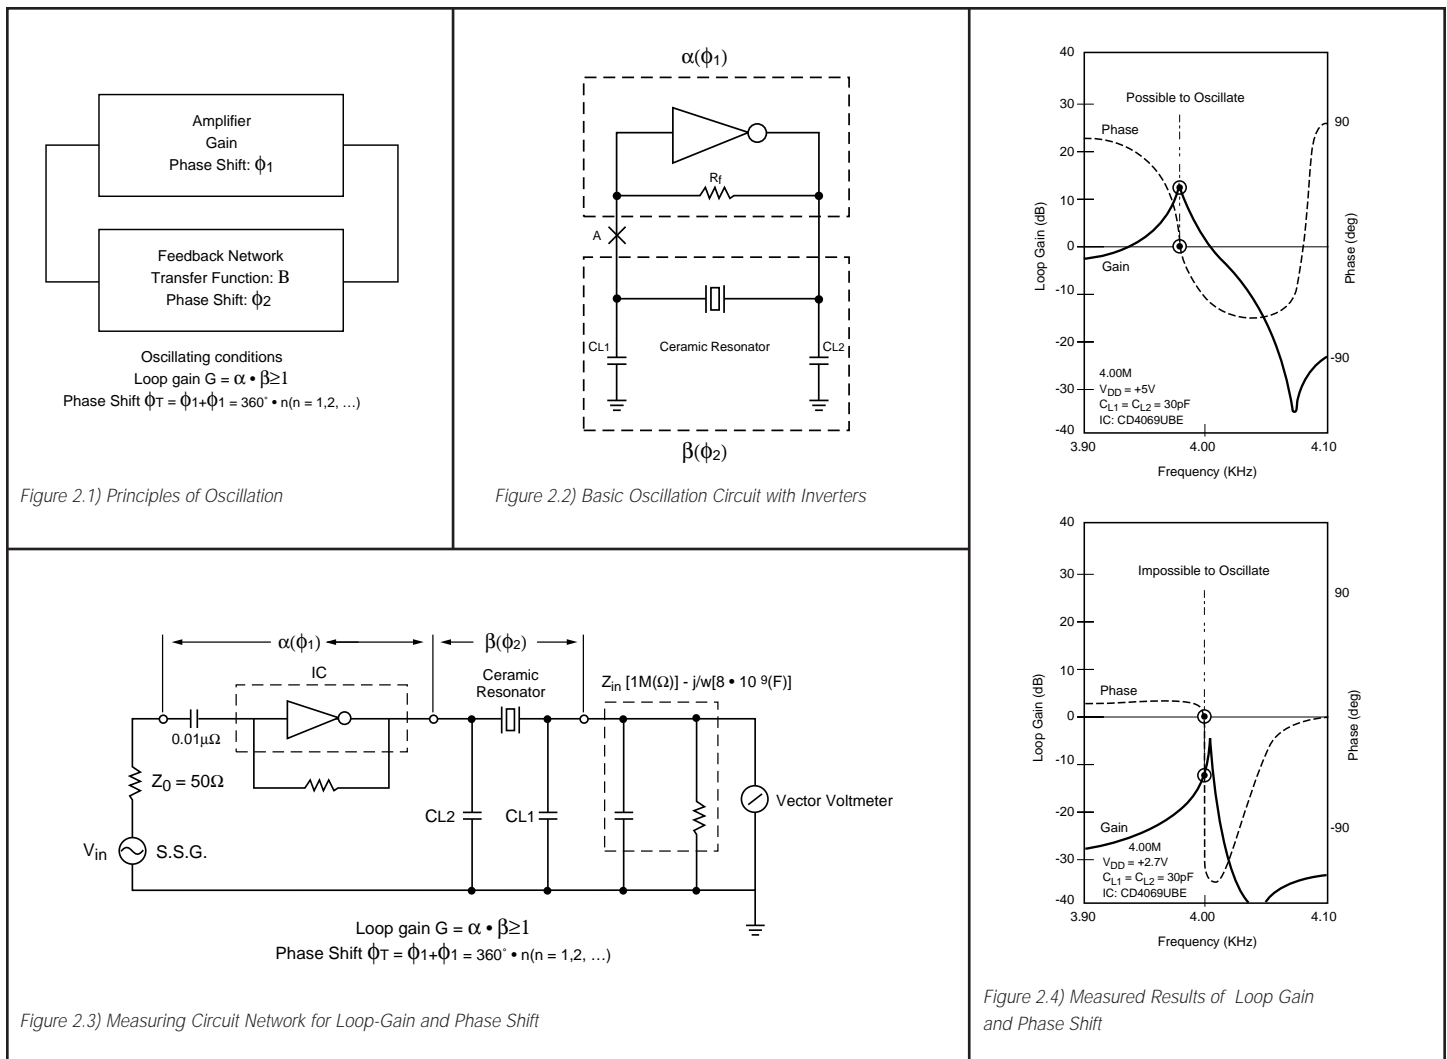 Amplifier
Gain
Phase Shift: ϕ1
Feedback Network
Transfer Function: B
Phase Shift: ϕ2
Oscillating conditions
Loop gain G = α • β≥1
Phase Shift ϕT = ϕ1+ϕ1 = 360° • n(n = 1,2, …)
Figure 2.1) Principles of Oscillation
α(ϕ1)
Rf
A
CL1
Ceramic Resonator
CL2
β(ϕ2)
Figure 2.2) Basic Oscillation Circuit with Inverters
α(ϕ1)
β(ϕ2)
IC
Ceramic
Resonator
Zin [1M(Ω)] - j/w[8 • 10 9(F)]
0.01µΩ
Z0 = 50Ω
CL2
CL1
Vector Voltmeter
Vin
S.S.G.
Loop gain G = α • β≥1
Phase Shift ϕT = ϕ1+ϕ1 = 360° • n(n = 1,2, …)
Figure 2.3) Measuring Circuit Network for Loop-Gain and Phase Shift
40
30
20
10
0
-10
-20
-30
-40
Loop Gain (dB)
Possible to Oscillate
Phase
Gain
90
-90
Phase (deg)
4.00M
VDD = +5V
CL1 = CL2 = 30pF
IC: CD4069UBE
3.90
4.00
4.10
Frequency (KHz)
40
30
20
10
0
-10
-20
-30
-40
Loop Gain (dB)
Impossible to Oscillate
Phase
Gain
90
-90
Phase (deg)
4.00M
VDD = +2.7V
CL1 = CL2 = 30pF
IC: CD4069UBE
3.90
4.00
4.10
Frequency (KHz)
Figure 2.4) Measured Results of Loop Gain
and Phase Shift